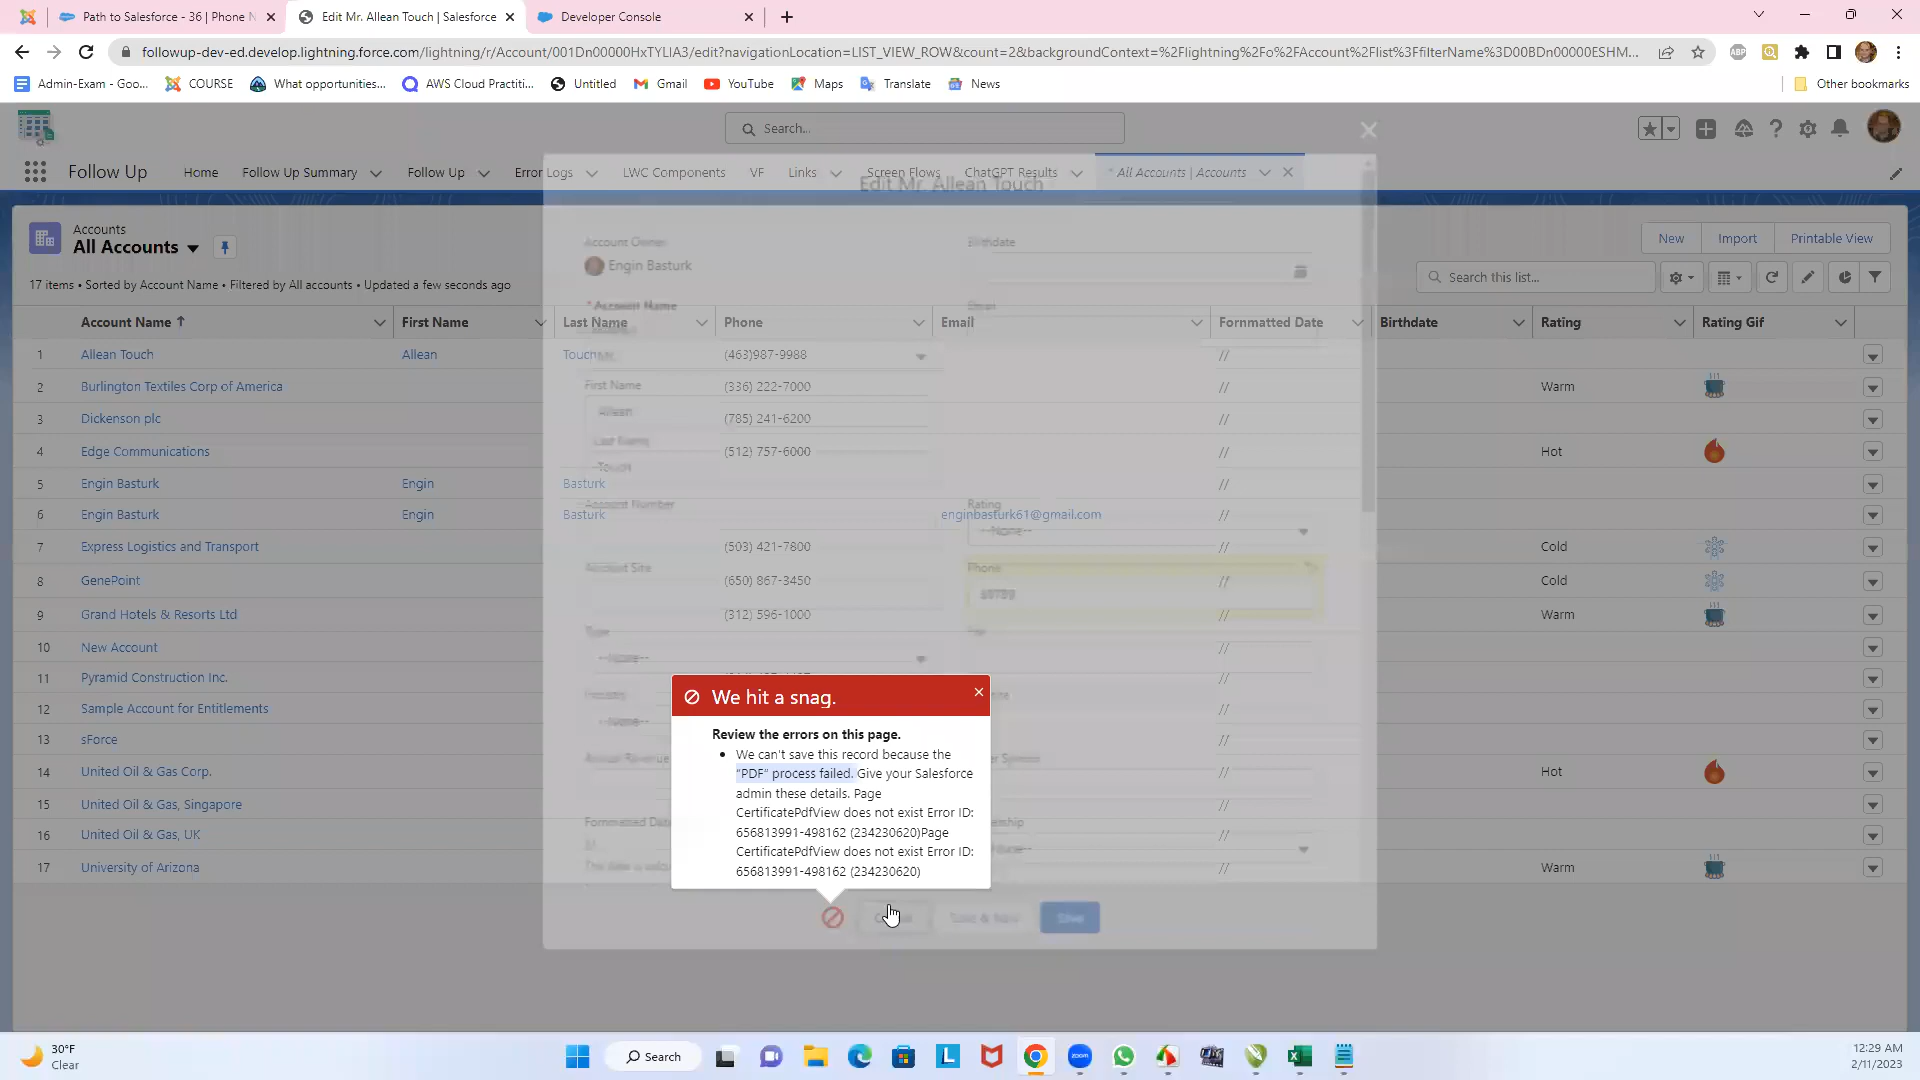 Path to Salesforce - 36 | Phone N
Edit Mr. Allean Touch | Salesforce
Developer Console
followup-dev-ed.develop.lightning.force.com/lightning/r/Account/001Dn00000HxTYLIA3/edit?navigationLocation=LIST_VIEW_ROW&count=2&backgroundContext=%2Flightning%2Fo%2FAccount%2Flist%3FfilterName%3D00BDn00000ESHM...
Admin-Exam - Goo...
COURSE
What opportunities...
AWS Cloud Practiti...
Untitled
Gmail
YouTube
Maps
Translate
News
Other bookmarks
Search...
Follow Up
Home
Follow Up Summary
Follow Up
Error Logs
LWC Components
VF
Links
Screen Flows
ChatGPT Results
* All Accounts | Accounts
Edit Mr. Allean Touch
Accounts
All Accounts
New
Import
Printable View
17 items • Sorted by Account Name • Filtered by All accounts • Updated a few seconds ago
Search this list...
Account Owner
Engin Basturk
Birthdate
* Account Name
Email
Account Name ↑ First Name Last Name Phone Email Fornmatted Date Birthdate Rating Rating Gif
1 Allean Touch Allean Touch (463)987-9988 //
2 Burlington Textiles Corp of America (336) 222-7000 // Warm
3 Dickenson plc (785) 241-6200 //
4 Edge Communications (512) 757-6000 // Hot
5 Engin Basturk Engin Basturk //
6 Engin Basturk Engin Basturk enginbasturk61@gmail.com //
7 Express Logistics and Transport (503) 421-7800 // Cold
8 GenePoint (650) 867-3450 // Cold
9 Grand Hotels & Resorts Ltd (312) 596-1000 // Warm
10 New Account //
11 Pyramid Construction Inc. //
12 Sample Account for Entitlements //
13 sForce //
14 United Oil & Gas Corp. // Hot
15 United Oil & Gas, Singapore //
16 United Oil & Gas, UK //
17 University of Arizona // Warm
First Name
Allean
Last Name
Touch
Account Number
Rating
--None--
Account Site
Phone
Type
--None--
Industry
--None--
Annual Revenue
We hit a snag.
Review the errors on this page.
• We can't save this record because the
"PDF" process failed. Give your Salesforce
admin these details. Page
CertificatePdfView does not exist Error ID:
656813991-498162 (234230620)Page
CertificatePdfView does not exist Error ID:
656813991-498162 (234230620)
Save & New
Save
30°F
Clear
Search
12:29 AM
2/11/2023